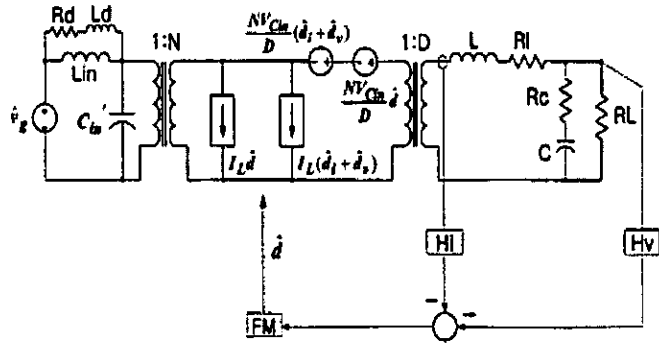 Rd Ld
Lin
v̂_g
C_in'
1:N
NV_Cin/D (d̂_i + d̂_v)
NV_Cin/D d̂
1:D
L Rl
Rc
C
RL
I_L d̂
I_L(d̂_i + d̂_v)
d̂
Hi
Hv
FM